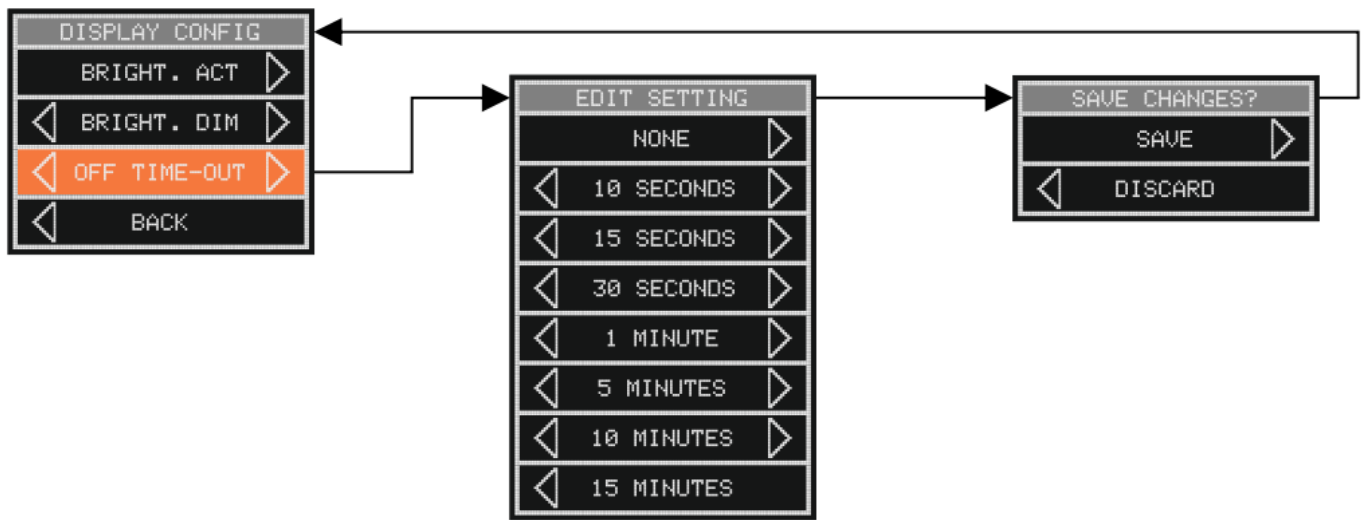 DISPLAY CONFIG
BRIGHT. ACT
BRIGHT. DIM
OFF TIME-OUT
BACK
EDIT SETTING
NONE
10 SECONDS
15 SECONDS
30 SECONDS
1 MINUTE
5 MINUTES
10 MINUTES
15 MINUTES
SAVE CHANGES?
SAVE
DISCARD